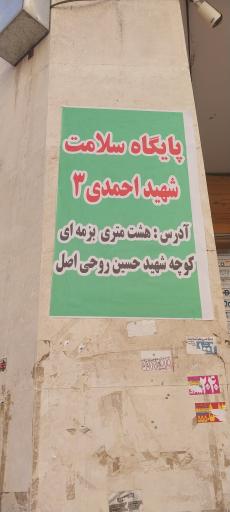 پایگاه سلامت
شهید احمدی ۳
آدرس : هشت متری بزمه ای
کوچه شهید حسین روحی اصل